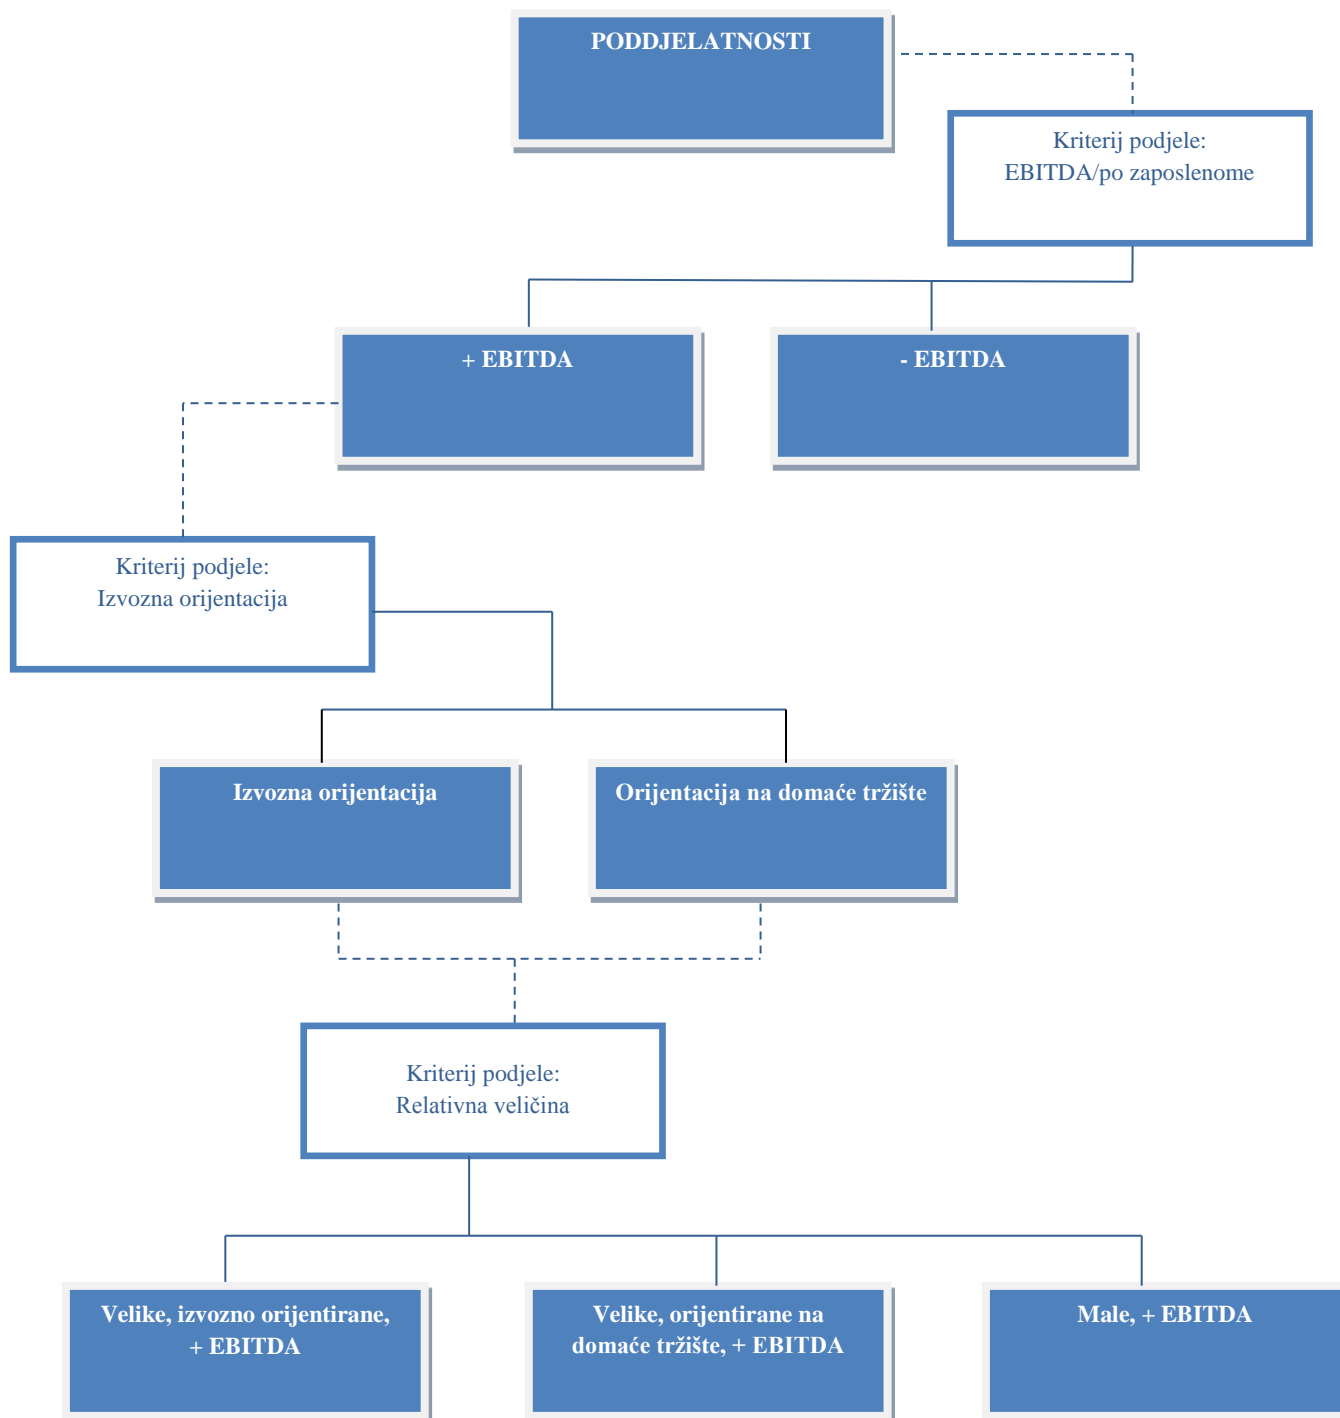 PODDJELATNOSTI
Kriterij podjele:
EBITDA/po zaposlenome
+ EBITDA
- EBITDA
Kriterij podjele:
Izvozna orijentacija
Izvozna orijentacija
Orijentacija na domaće tržište
Kriterij podjele:
Relativna veličina
Velike, izvozno orijentirane,
+ EBITDA
Velike, orijentirane na
domaće tržište, + EBITDA
Male, + EBITDA